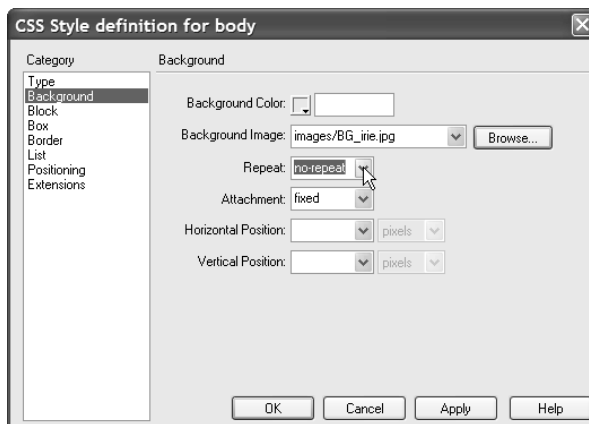 CSS Style definition for body
Category
Background
Type
Background
Block
Box
Border
List
Positioning
Extensions
Background Color:
Background Image: images/BG_irie.jpg Browse...
Repeat: no-repeat
Attachment: fixed
Horizontal Position: pixels
Vertical Position: pixels
OK Cancel Apply Help